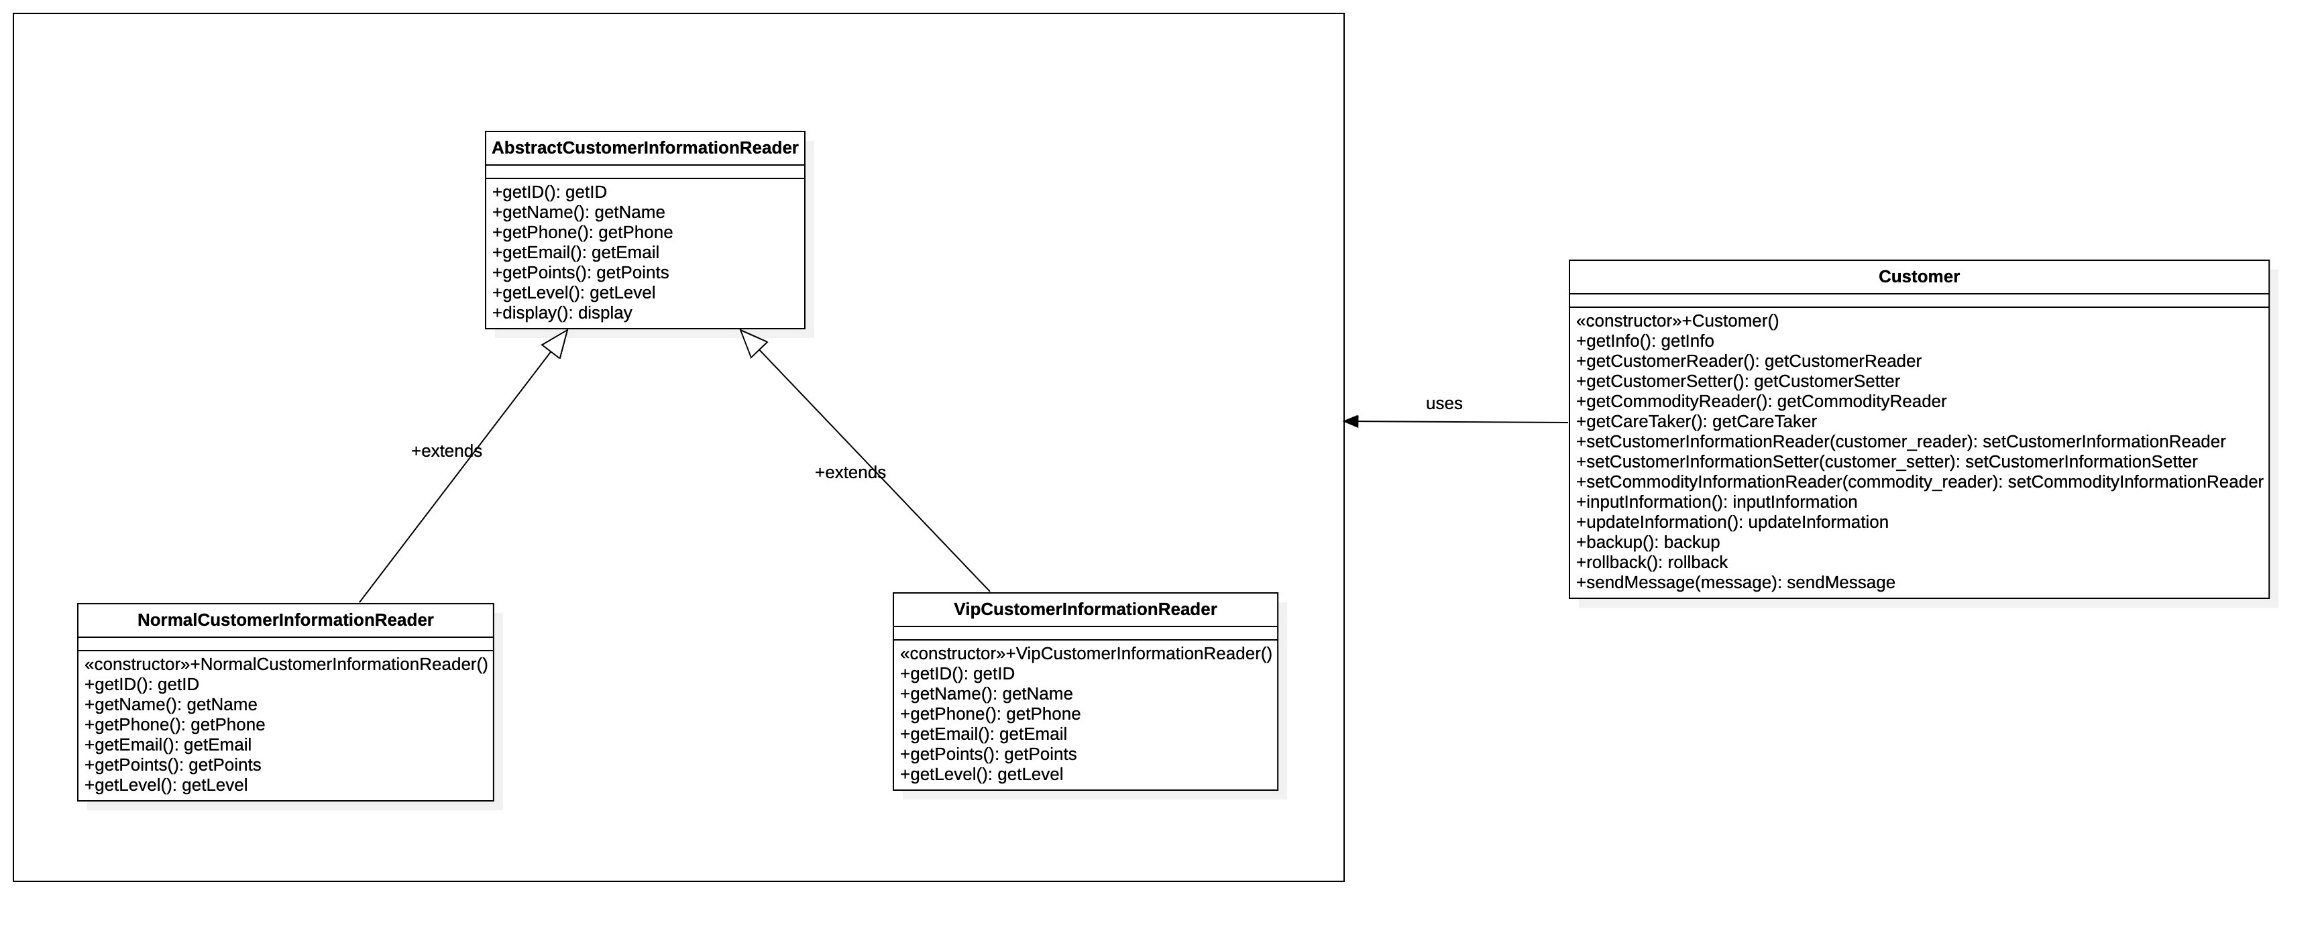 AbstractCustomerInformationReader
+getID(): getID
+getName(): getName
+getPhone(): getPhone
+getEmail(): getEmail
+getPoints(): getPoints
+getLevel(): getLevel
+display(): display
+extends
+extends
NormalCustomerInformationReader
«constructor»+NormalCustomerInformationReader()
+getID(): getID
+getName(): getName
+getPhone(): getPhone
+getEmail(): getEmail
+getPoints(): getPoints
+getLevel(): getLevel
VipCustomerInformationReader
«constructor»+VipCustomerInformationReader()
+getID(): getID
+getName(): getName
+getPhone(): getPhone
+getEmail(): getEmail
+getPoints(): getPoints
+getLevel(): getLevel
uses
Customer
«constructor»+Customer()
+getInfo(): getInfo
+getCustomerReader(): getCustomerReader
+getCustomerSetter(): getCustomerSetter
+getCommodityReader(): getCommodityReader
+getCareTaker(): getCareTaker
+setCustomerInformationReader(customer_reader): setCustomerInformationReader
+setCustomerInformationSetter(customer_setter): setCustomerInformationSetter
+setCommodityInformationReader(commodity_reader): setCommodityInformationReader
+inputInformation(): inputInformation
+updateInformation(): updateInformation
+backup(): backup
+rollback(): rollback
+sendMessage(message): sendMessage